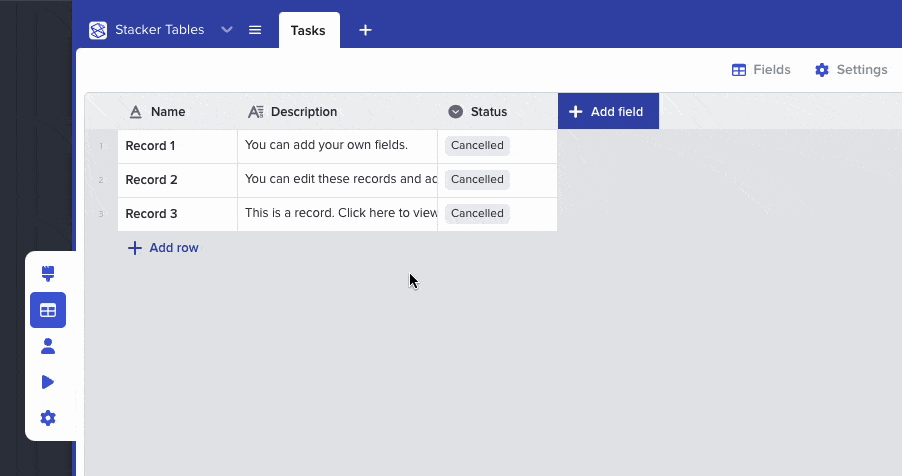 Stacker Tables Tasks
Fields Settings
Name Description Status Add field
1 Record 1 You can add your own fields. Cancelled
2 Record 2 You can edit these records and Cancelled
3 Record 3 This is a record. Click here to view Cancelled
Add row